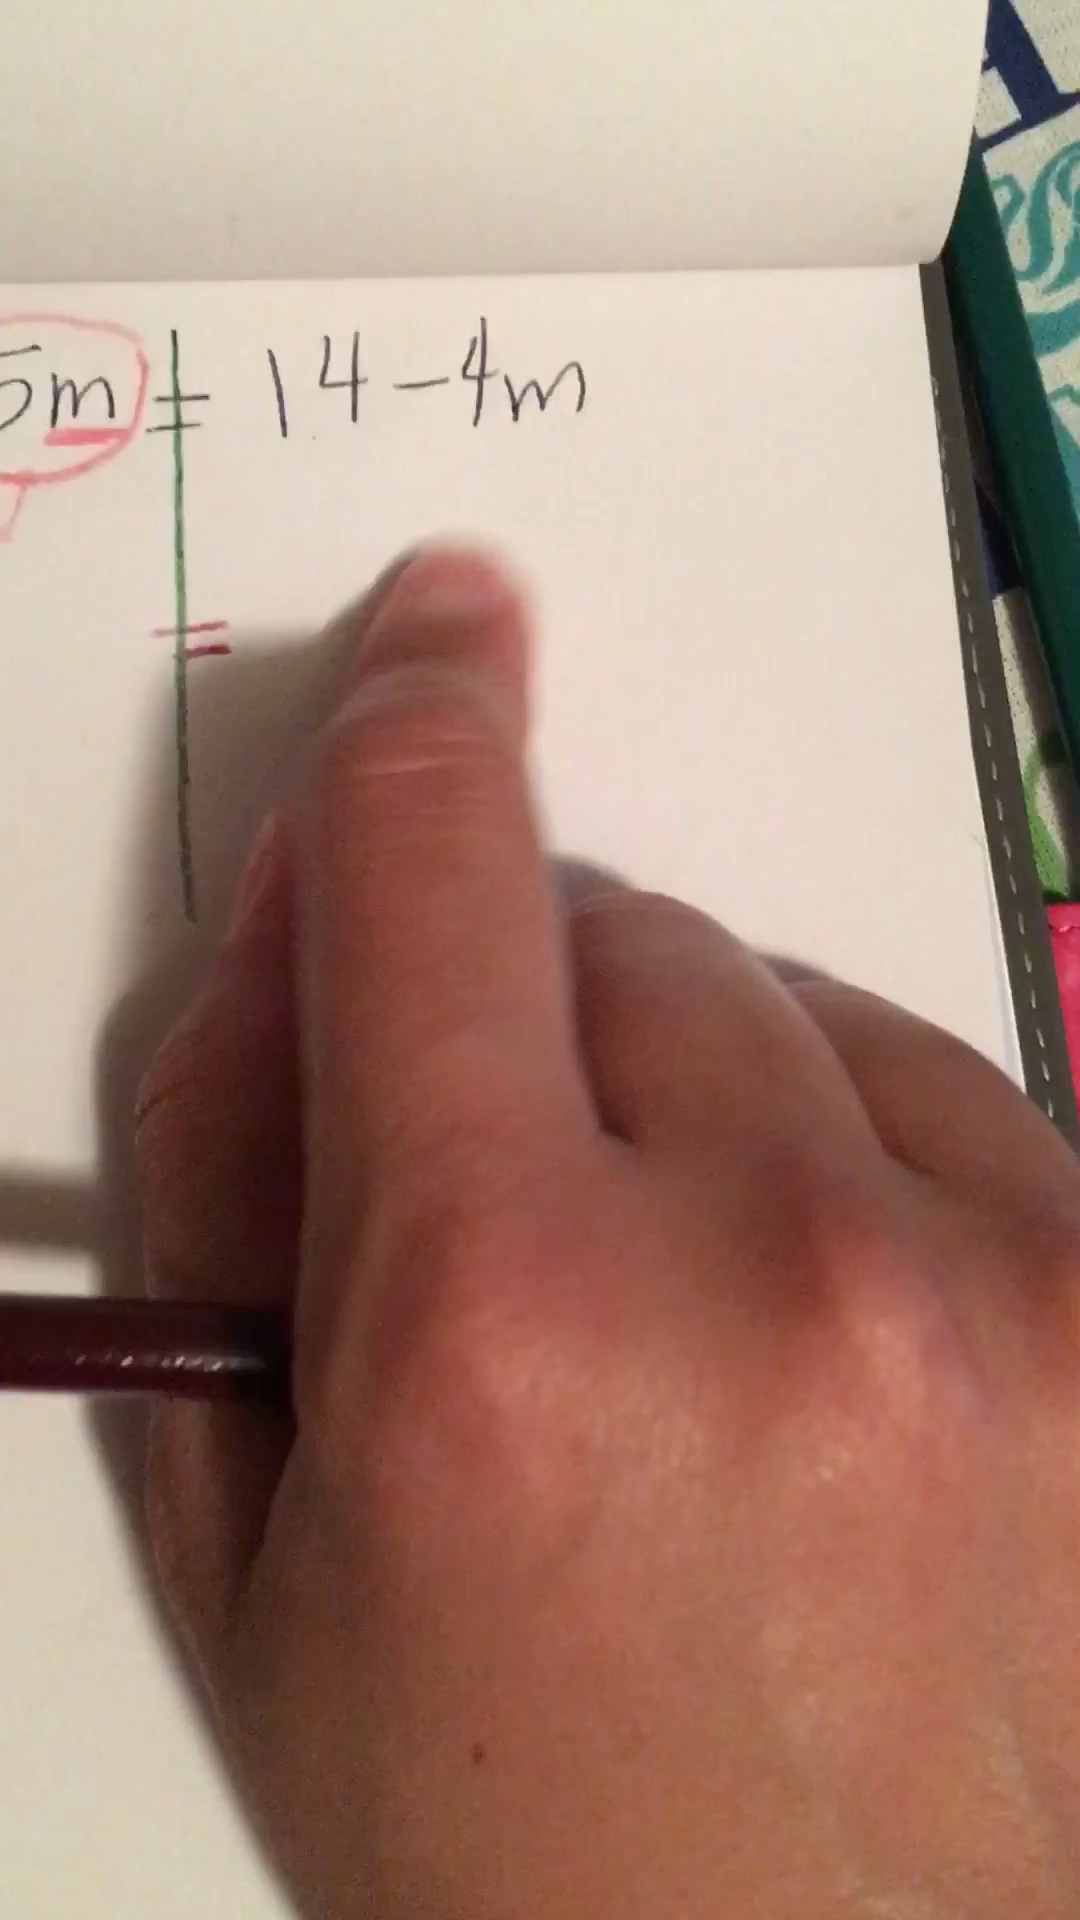 5m = 14-4m
=